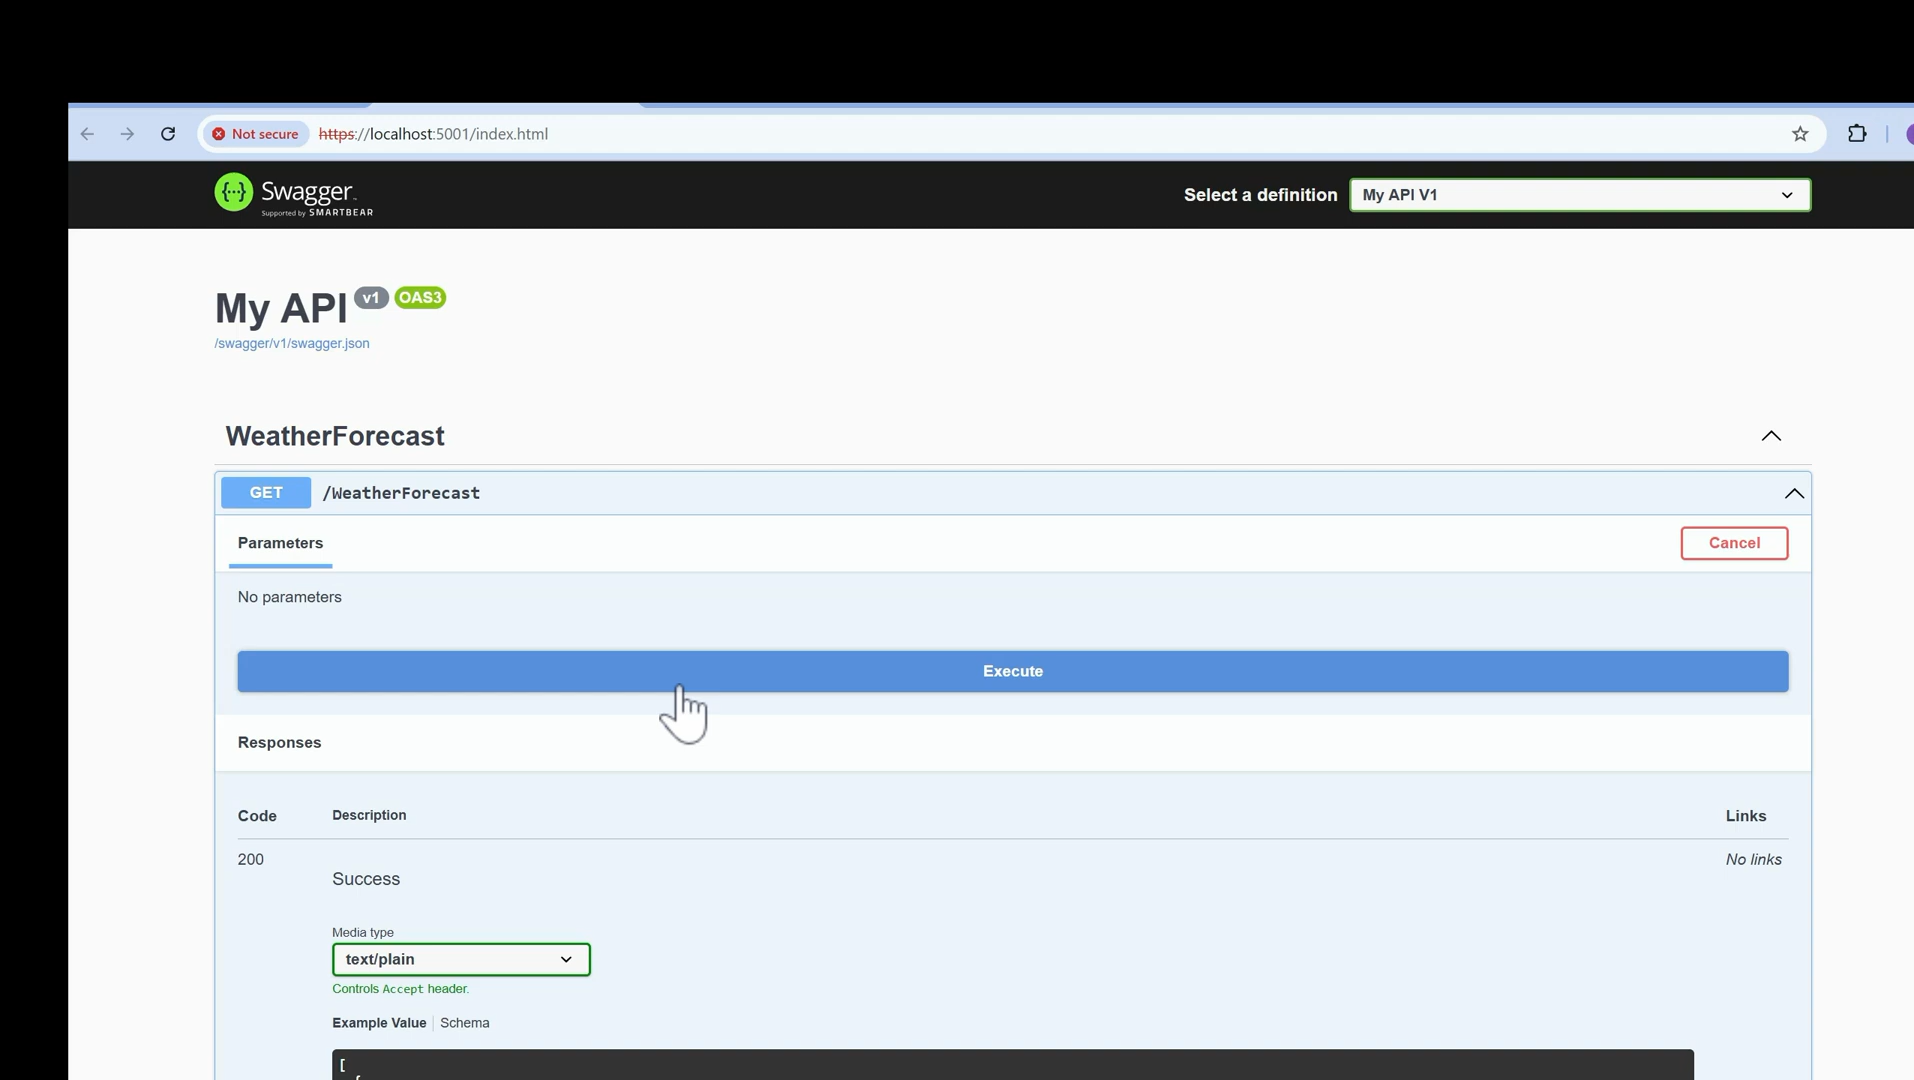 Not secure https://localhost:5001/index.html
{...} Swagger
Supported by SMARTBEAR
Select a definition My API V1
My API v1 OAS3
/swagger/v1/swagger.json
WeatherForecast
GET /WeatherForecast
Parameters Cancel
No parameters
Execute
Responses
Code Description Links
200 No links
Success
Media type
text/plain
Controls Accept header.
Example Value Schema
[
{